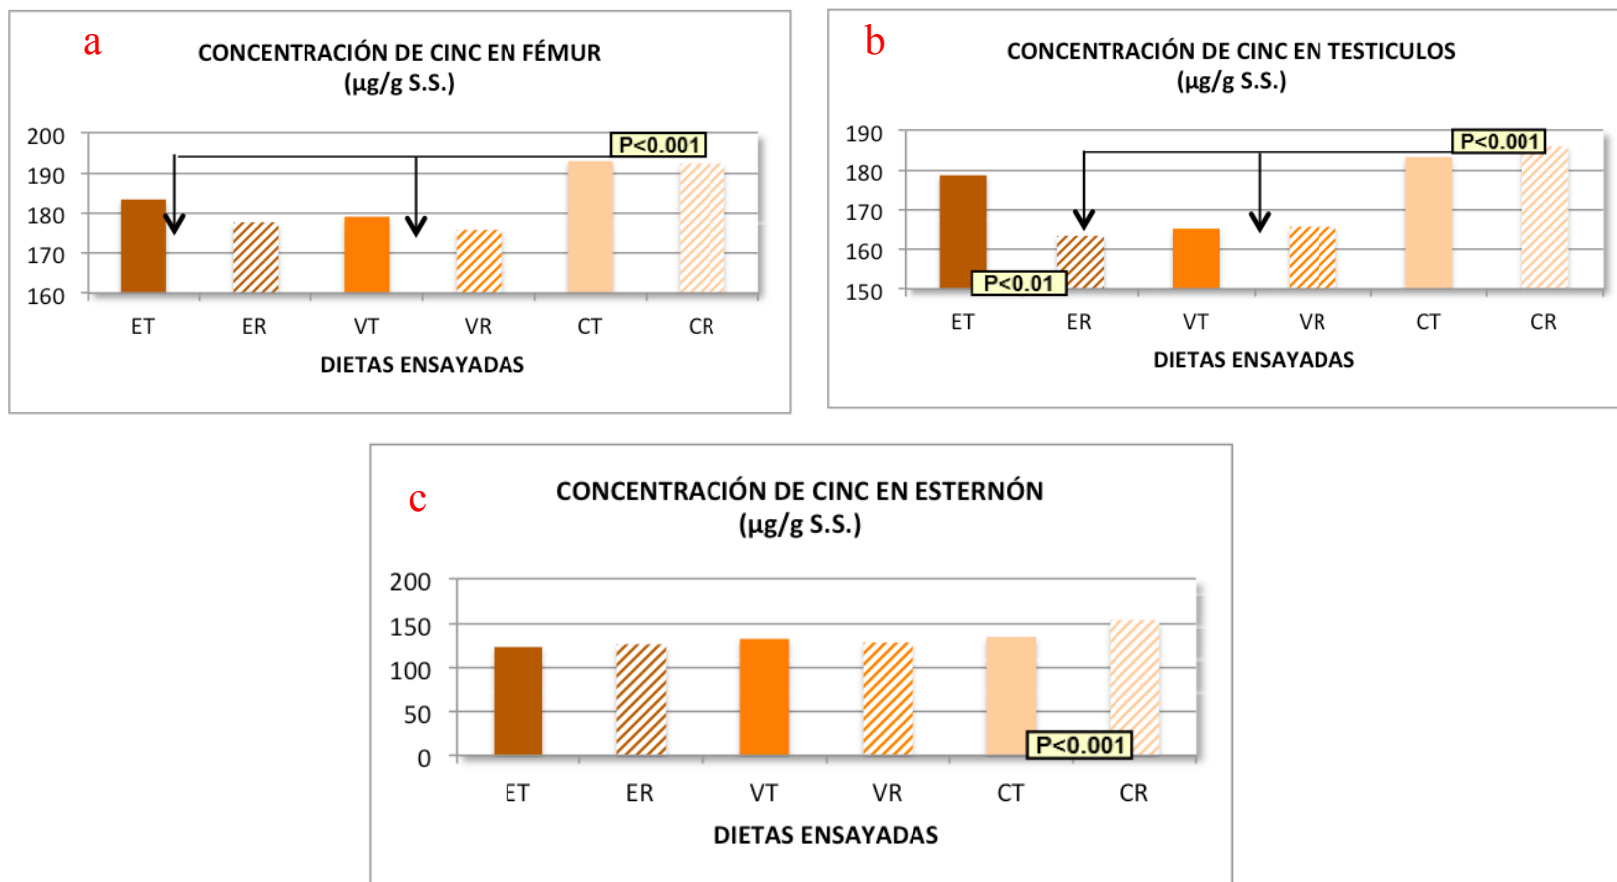 a
CONCENTRACIÓN DE CINC EN FÉMUR
(µg/g S.S.)
200
190
180
170
160
P<0.001
ET ER VT VR CT CR
DIETAS ENSAYADAS
b
CONCENTRACIÓN DE CINC EN TESTICULOS
(µg/g S.S.)
190
180
170
160
150
P<0.001
P<0.01
ET ER VT VR CT CR
DIETAS ENSAYADAS
c
CONCENTRACIÓN DE CINC EN ESTERNÓN
(µg/g S.S.)
200
150
100
50
0
P<0.001
ET ER VT VR CT CR
DIETAS ENSAYADAS